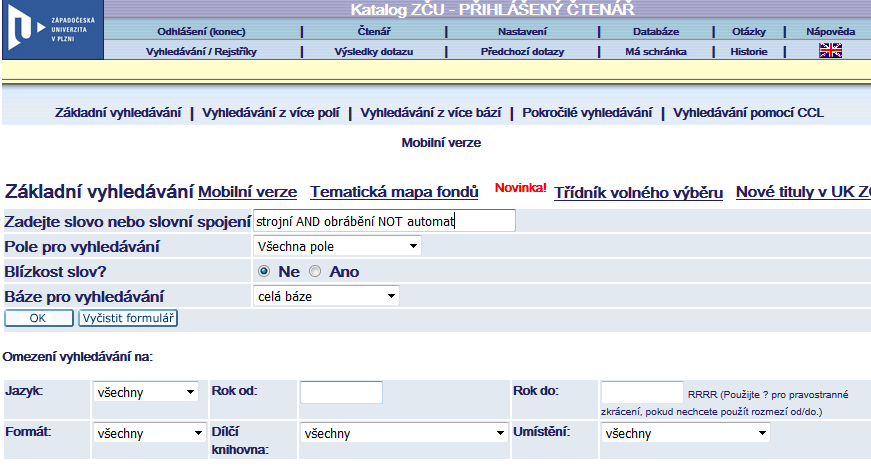 ZÁPADOČESKÁ
UNIVERZITA
V PLZNI
Katalog ZČU - PŘIHLÁŠENÝ ČTENÁŘ
Odhlášení (konec) | Čtenář | Nastavení | Databáze | Otázky | Nápověda
Vyhledávání / Rejstříky | Výsledky dotazu | Předchozí dotazy | Má schránka | Historie |
Základní vyhledávání | Vyhledávání z více polí | Vyhledávání z více bází | Pokročilé vyhledávání | Vyhledávání pomocí CCL
Mobilní verze
Základní vyhledávání Mobilní verze Tematická mapa fondů Novinka! Třídník volného výběru Nové tituly v UK ZČ
Zadejte slovo nebo slovní spojení strojní AND obrábění NOT automat
Pole pro vyhledávání Všechna pole
Blízkost slov? Ne Ano
Báze pro vyhledávání celá báze
OK Vyčistit formulář
Omezení vyhledávání na:
Jazyk: všechny Rok od: Rok do: RRRR (Použijte ? pro pravostranné
zkrácení, pokud nechcete použít rozmezí od/do.)
Formát: všechny Dílčí knihovna: všechny Umístění: všechny